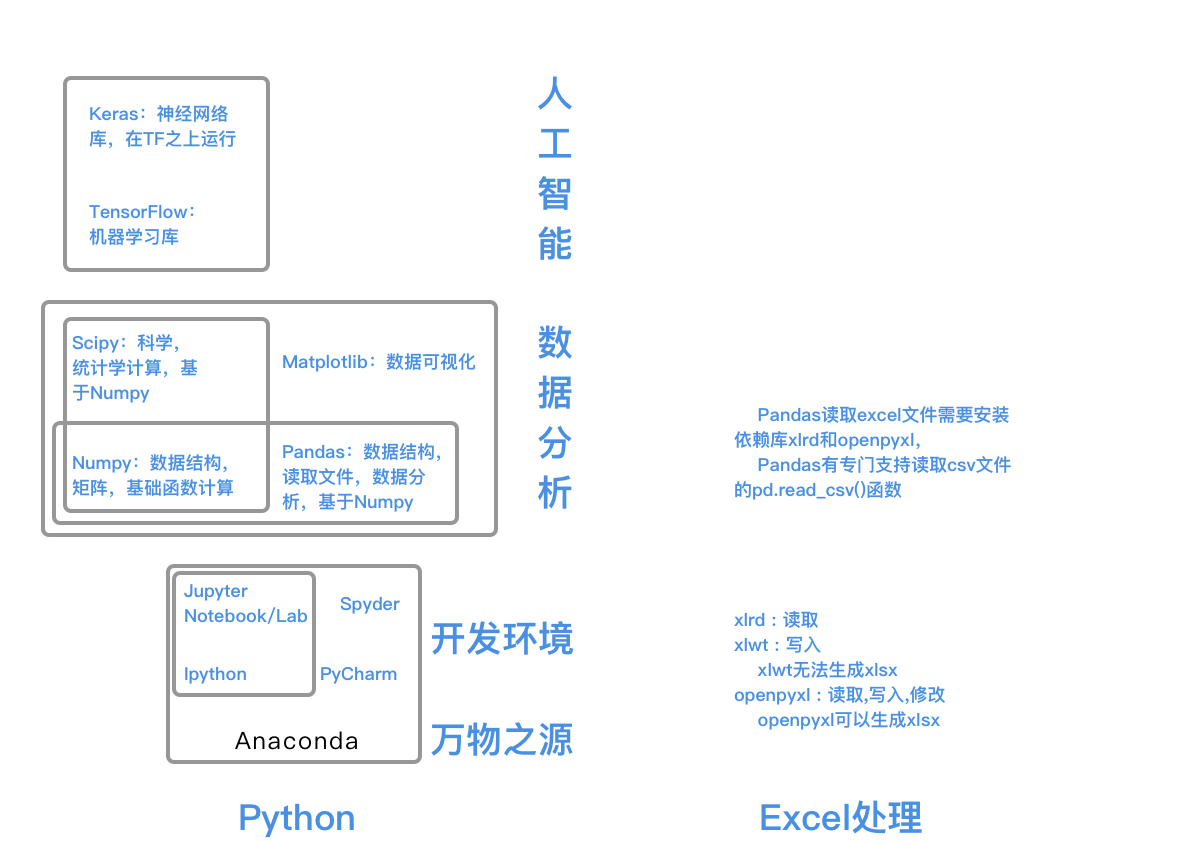 Keras：神经网络
库，在TF之上运行
TensorFlow：
机器学习库
人
工
智
能
Scipy：科学，
统计学计算，基
于Numpy
Matplotlib：数据可视化
Numpy：数据结构，
矩阵，基础函数计算
Pandas：数据结构，
读取文件，数据分
析，基于Numpy
数
据
分
析
Jupyter
Notebook/Lab
Spyder
Ipython
PyCharm
开发环境
Anaconda
万物之源
Python
Pandas读取excel文件需要安装
依赖库xlrd和openpyxl，
Pandas有专门支持读取csv文件
的pd.read_csv()函数
xlrd : 读取
xlwt : 写入
xlwt无法生成xlsx
openpyxl : 读取,写入,修改
openpyxl可以生成xlsx
Excel处理